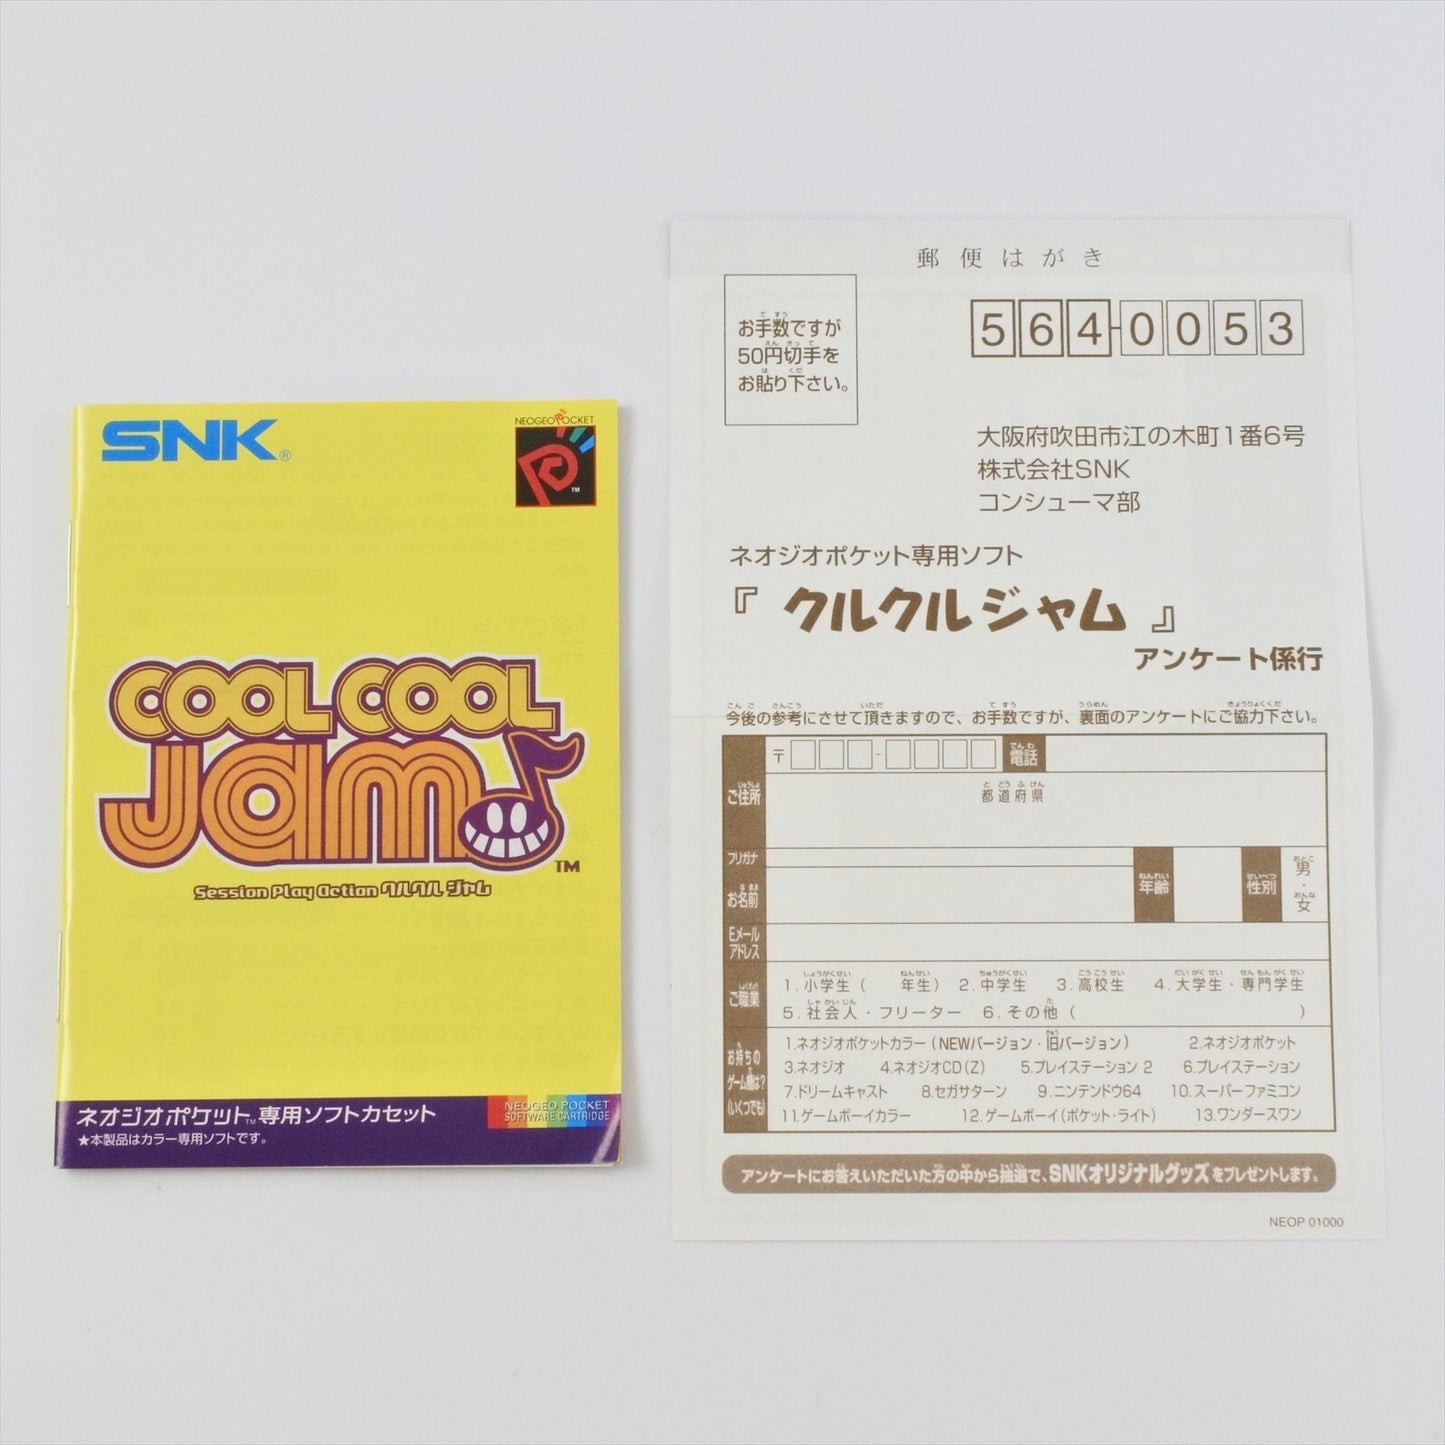 SNK®
NEOGEO POCKET
TM
COOL COOL
Jam
TM
Session Play Action クルクル ジャム
ネオジオポケット™専用ソフトカセット
★本製品はカラー専用ソフトです。
NEOGEO POCKET
SOFTWARE CARTRIDGE
郵便はがき
お手数ですが
50円切手を
お貼り下さい。
564-0053
大阪府吹田市江の木町1番6号
株式会社SNK
コンシューマ部
ネオジオポケット専用ソフト
『クルクルジャム』
アンケート係行
今後の参考にさせて頂きますので、お手数ですが、裏面のアンケートにご協力下さい。
ご住所
〒 - 電話
都道府県
フリガナ
お名前
年齢
性別
男・女
Eメール
アドレス
ご職業
1.小学生( 年生) 2.中学生 3.高校生 4.大学生・専門学生
5.社会人・フリーター 6.その他( )
お持ちの
ゲーム機は?
(いくつでも)
1.ネオジオポケットカラー(NEWバージョン・旧バージョン) 2.ネオジオポケット
3.ネオジオ 4.ネオジオCD(Z) 5.プレイステーション2 6.プレイステーション
7.ドリームキャスト 8.セガサターン 9.ニンテンドウ64 10.スーパーファミコン
11.ゲームボーイカラー 12.ゲームボーイ(ポケット・ライト) 13.ワンダースワン
アンケートにお答えいただいた方の中から抽選で、SNKオリジナルグッズをプレゼントします。
NEOP 01000